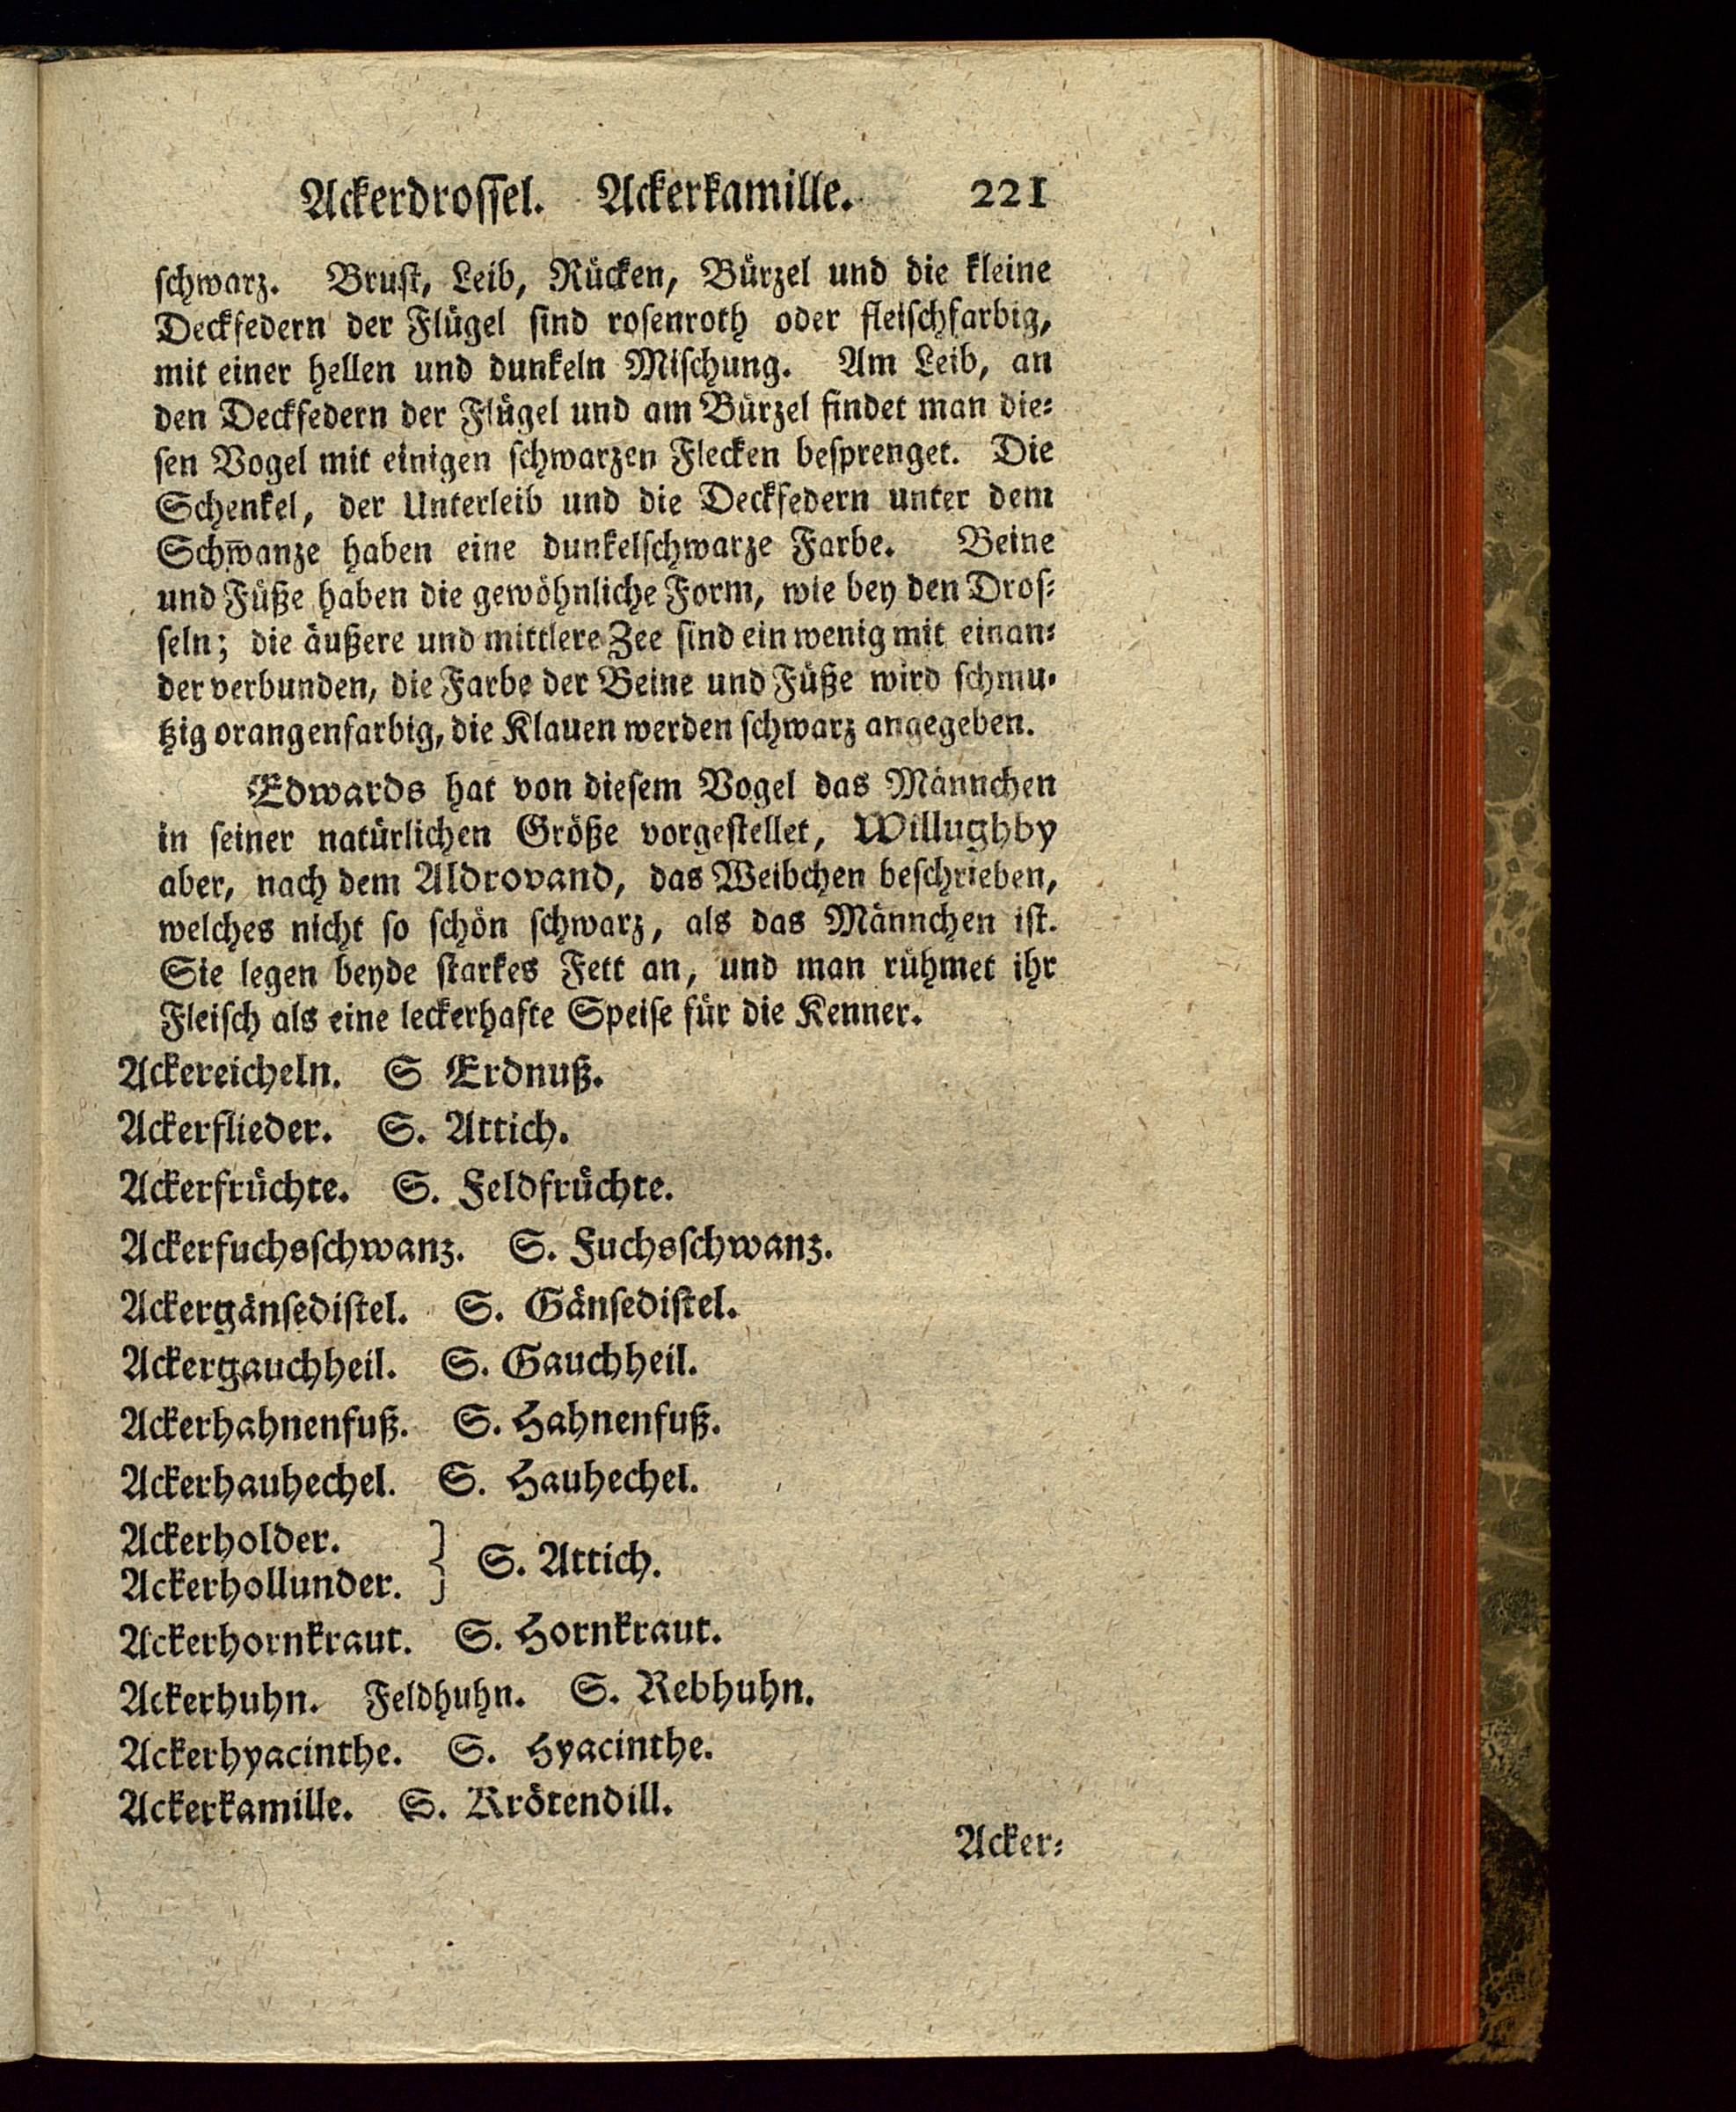 Ackerdroſſel. Ackerkamille. 221
ſchwarz. Bruſt, Leib, Rücken, Bürzel und die kleine
Deckfedern der Flügel ſind roſenroth oder fleiſchfarbig,
mit einer hellen und dunkeln Miſchung. Am Leib, an
den Deckfedern der Flügel und am Bürzel findet man die⸗
ſen Vogel mit einigen ſchwarzen Flecken beſprenget. Die
Schenkel, der Unterleib und die Deckfedern unter dem
Schwanze haben eine dunkelſchwarze Farbe. Beine
und Füße haben die gewöhnliche Form, wie bey den Droſ⸗
ſeln; die äußere und mittlere Zee ſind ein wenig mit einan⸗
der verbunden, die Farbe der Beine und Füße wird ſchmu⸗
tzig orangenfarbig, die Klauen werden ſchwarz angegeben.
Edwards hat von dieſem Vogel das Männchen
in ſeiner natürlichen Größe vorgeſtellet, Willughby
aber, nach dem Aldrovand, das Weibchen beſchrieben,
welches nicht ſo ſchön ſchwarz, als das Männchen iſt.
Sie legen beyde ſtarkes Fett an, und man rühmet ihr
Fleiſch als eine leckerhafte Speiſe für die Kenner.
Ackereicheln. S Erdnuß.
Ackerflieder. S. Attich.
Ackerfrüchte. S. Feldfrüchte.
Ackerfuchsſchwanz. S. Fuchsſchwanz.
Ackergänſediſtel. S. Gänſediſtel.
Ackergauchheil. S. Gauchheil.
Ackerhahnenfuß. S. Hahnenfuß.
Ackerhauhechel. S. Hauhechel.
Ackerholder.
Ackerhollunder. } S. Attich.
Ackerhornkraut. S. Hornkraut.
Ackerhuhn. Feldhuhn. S. Rebhuhn.
Ackerhyacinthe. S. Hyacinthe.
Ackerkamille. S. Krötendill.
Acker⸗